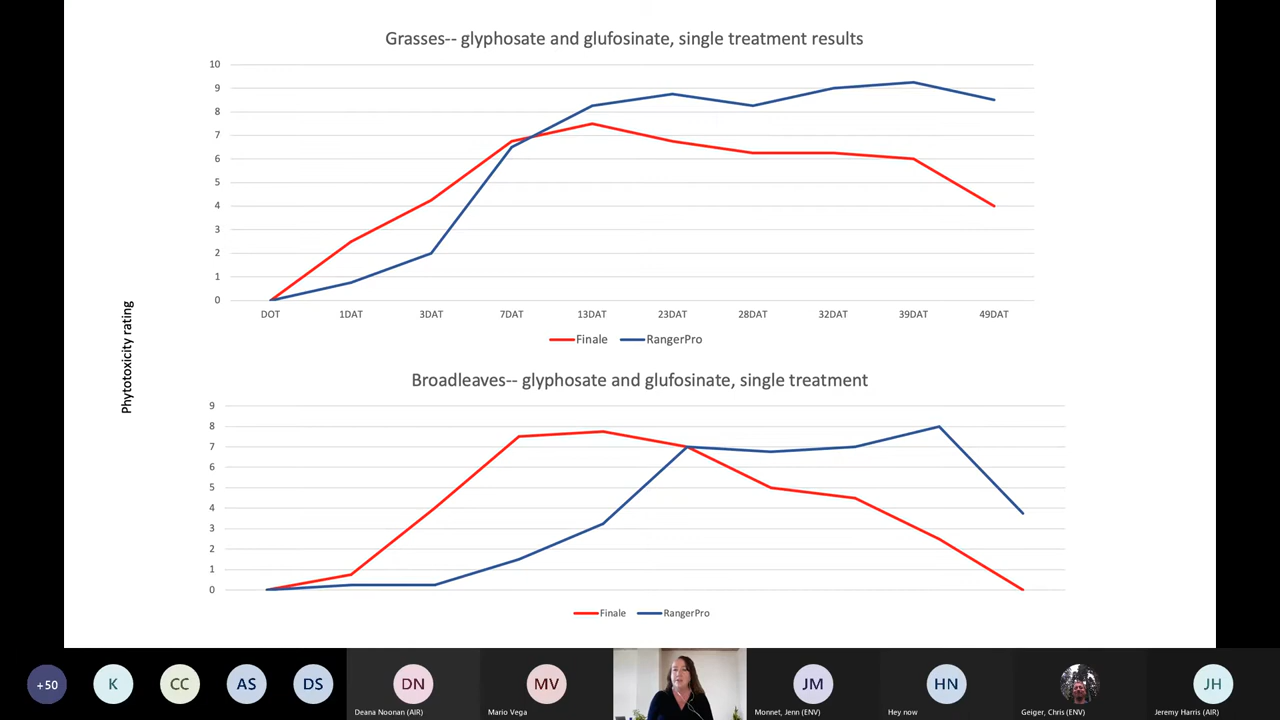 Grasses-- glyphosate and glufosinate, single treatment results
10
9
8
7
6
5
4
3
2
1
0
DOT 1DAT 3DAT 7DAT 13DAT 23DAT 28DAT 32DAT 39DAT 49DAT
Finale RangerPro
Phytotoxicity rating
Broadleaves-- glyphosate and glufosinate, single treatment
9
8
7
6
5
4
3
2
1
0
Finale RangerPro
+50 K CC AS DS DN MV JM HN JH
Deana Noonan (AIR) Mario Vega Monnet, Jenn (ENV) Hey now Geiger, Chris (ENV) Jeremy Harris (AIR)